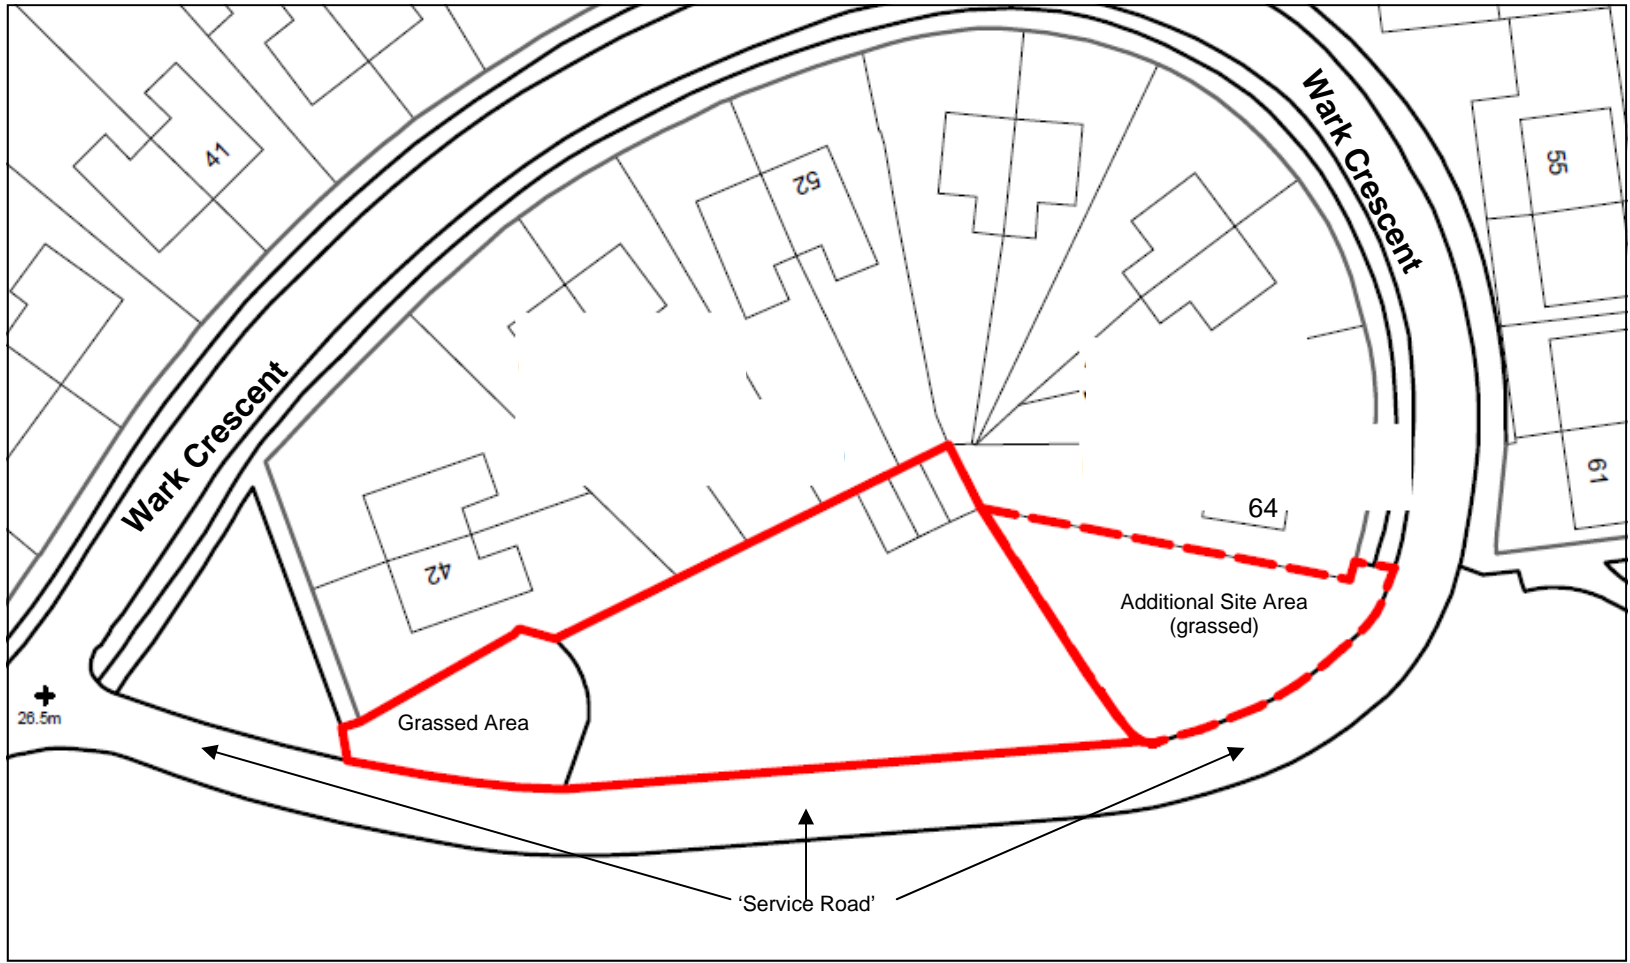 41
52
Wark Crescent
55
Wark Crescent
61
64
42
Additional Site Area
(grassed)
26.5m
Grassed Area
‘Service Road’